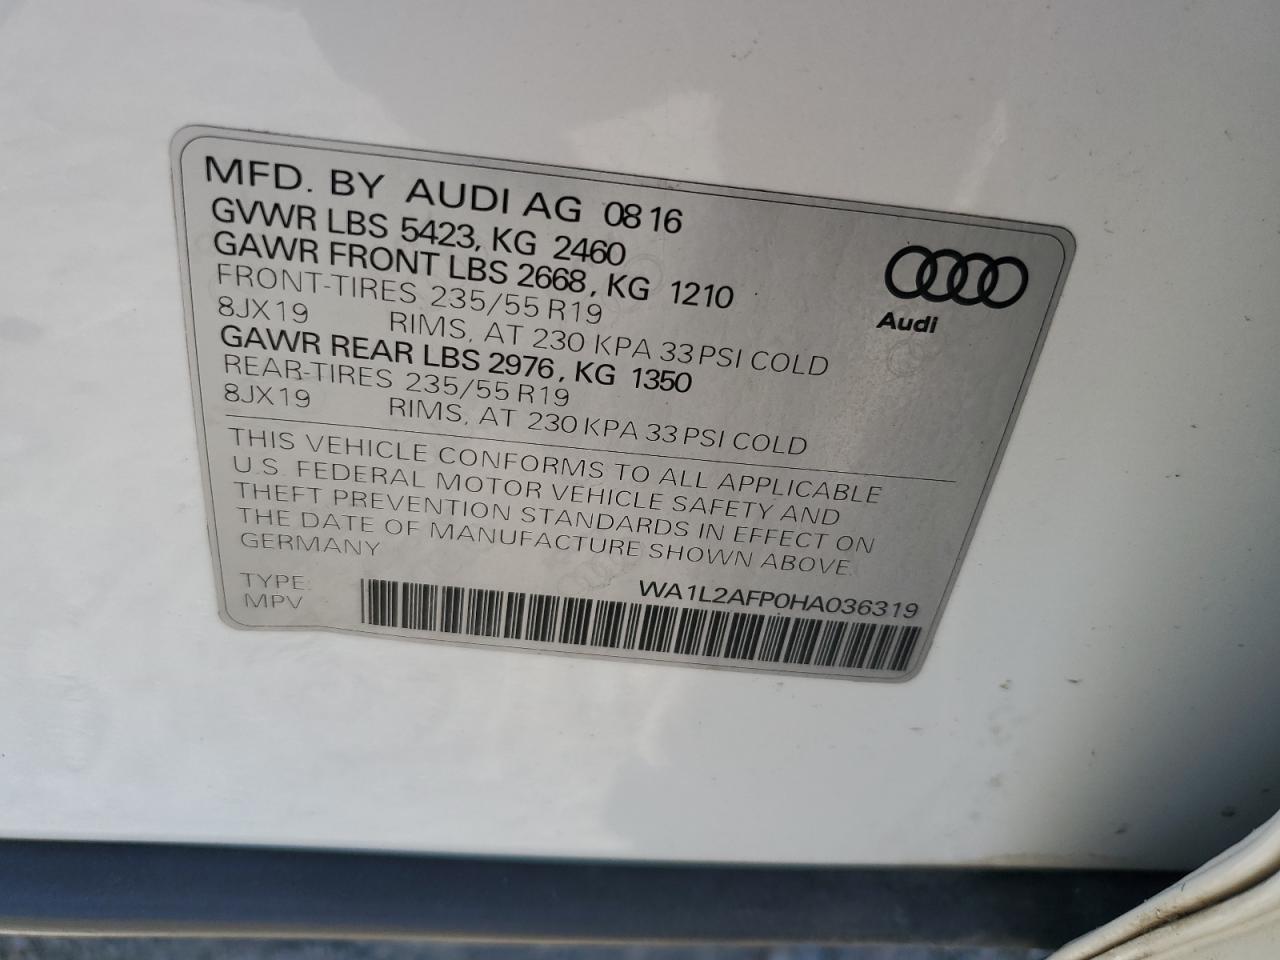 MFD. BY AUDI AG 08 16
GVWR LBS 5423, KG 2460
GAWR FRONT LBS 2668, KG 1210
FRONT-TIRES 235/55 R19
8JX19 RIMS, AT 230 KPA 33 PSI COLD
GAWR REAR LBS 2976, KG 1350
REAR-TIRES 235/55 R19
8JX19 RIMS, AT 230 KPA 33 PSI COLD
Audi
THIS VEHICLE CONFORMS TO ALL APPLICABLE
U.S. FEDERAL MOTOR VEHICLE SAFETY AND
THEFT PREVENTION STANDARDS IN EFFECT ON
THE DATE OF MANUFACTURE SHOWN ABOVE.
GERMANY
TYPE:
MPV
WA1L2AFP0HA036319